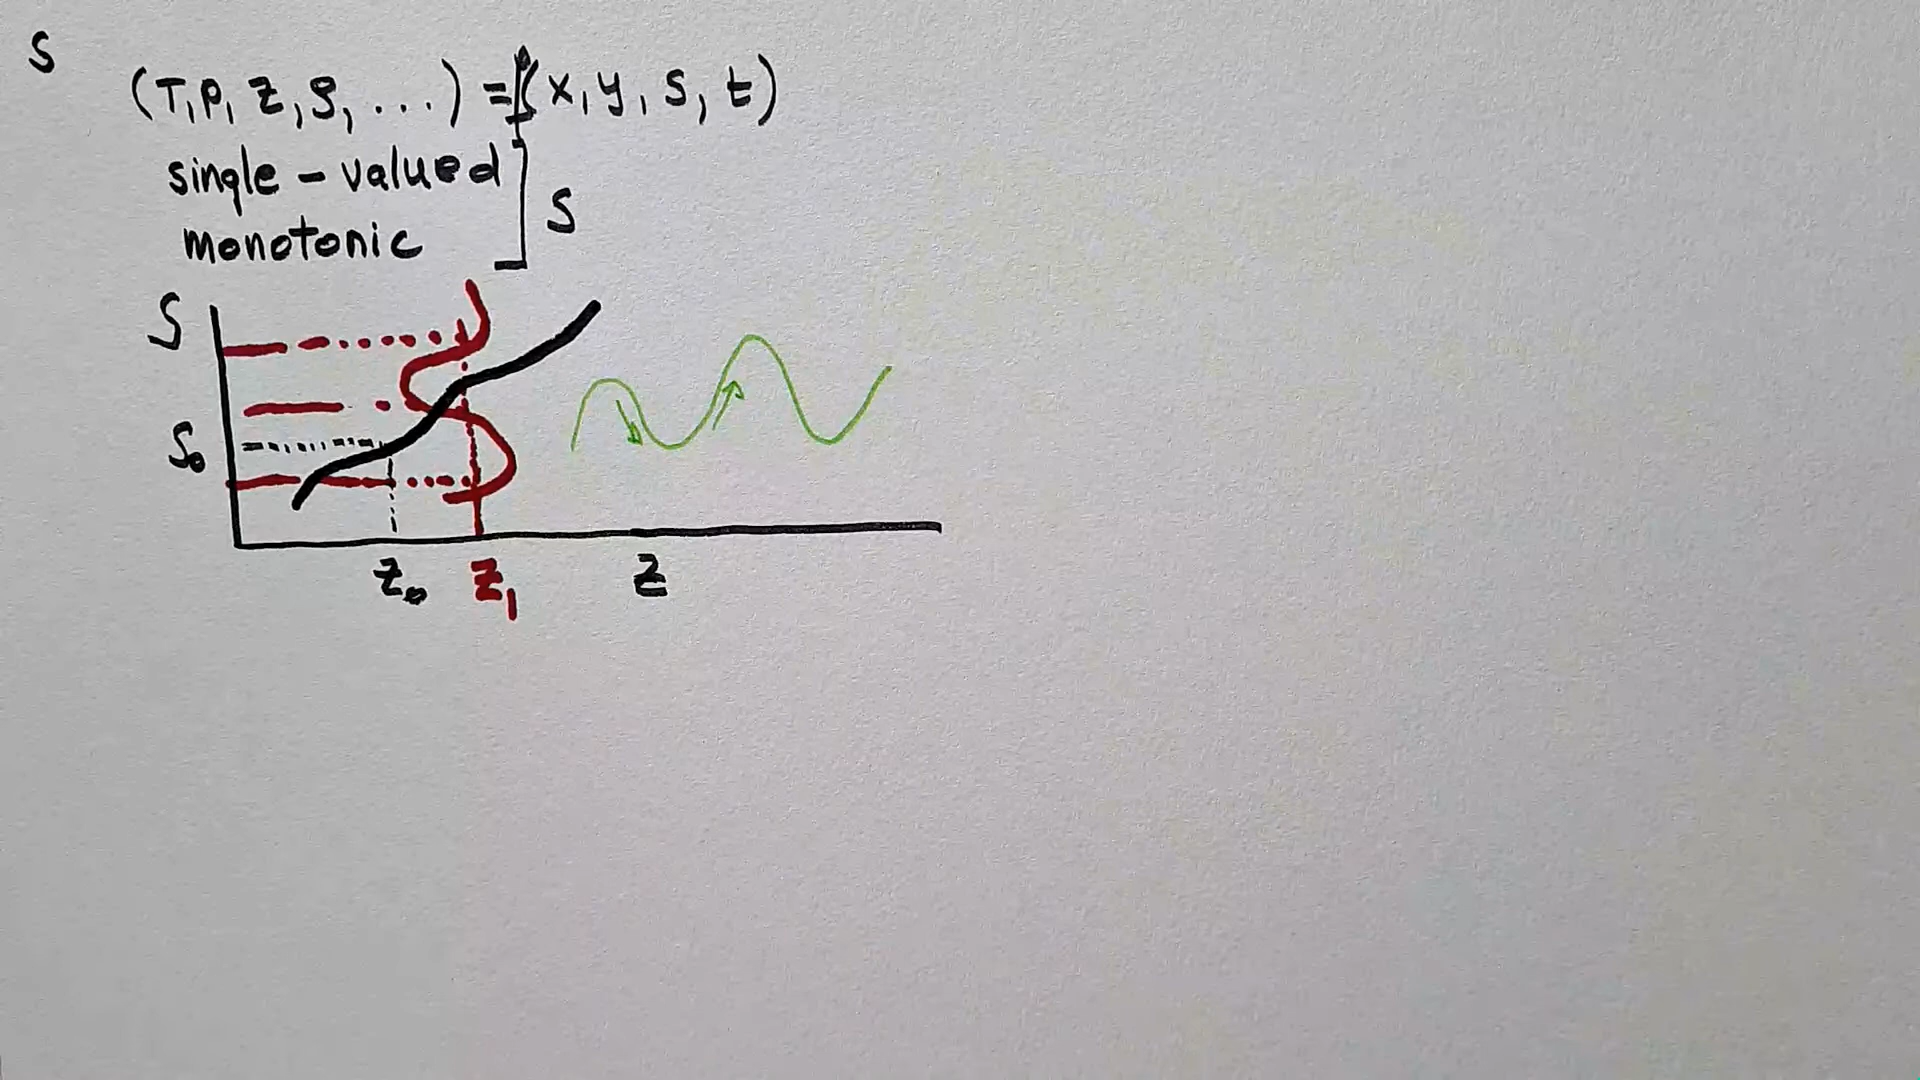 S
(T, p, z, ρ, ...) = f(x, y, s, t)
single - valued
monotonic ] S
S
S₀
z₀ z₁ z